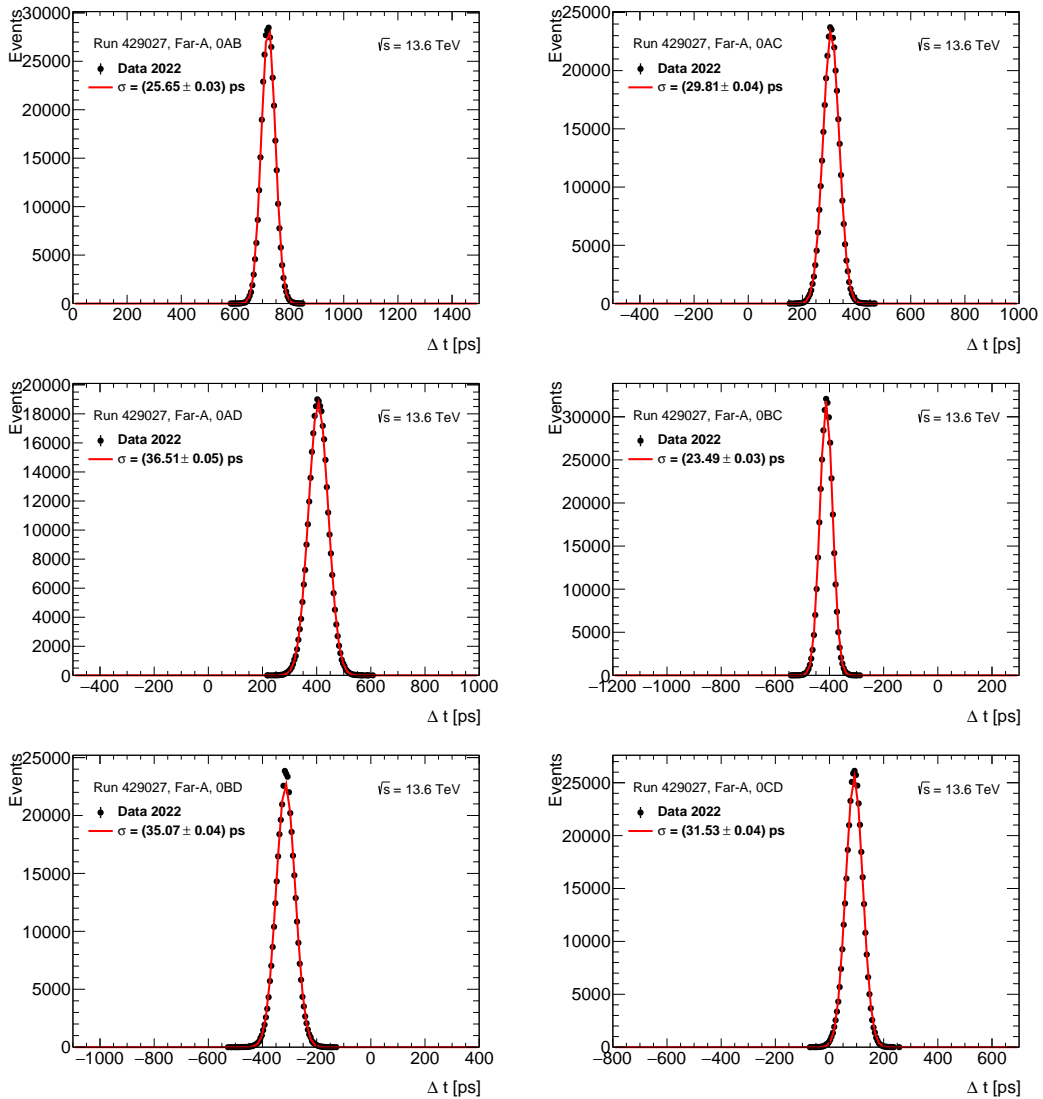 Events
30000
25000
20000
15000
10000
5000
0
Run 429027, Far-A, 0AB
√s = 13.6 TeV
Data 2022
σ = (25.65 ± 0.03) ps
0 200 400 600 800 1000 1200 1400
Δ t [ps]
Events
25000
20000
15000
10000
5000
0
Run 429027, Far-A, 0AC
√s = 13.6 TeV
Data 2022
σ = (29.81 ± 0.04) ps
−400 −200 0 200 400 600 800 1000
Δ t [ps]
Events
20000
18000
16000
14000
12000
10000
8000
6000
4000
2000
0
Run 429027, Far-A, 0AD
√s = 13.6 TeV
Data 2022
σ = (36.51 ± 0.05) ps
−400 −200 0 200 400 600 800 1000
Δ t [ps]
Events
30000
25000
20000
15000
10000
5000
0
Run 429027, Far-A, 0BC
√s = 13.6 TeV
Data 2022
σ = (23.49 ± 0.03) ps
−1200 −1000 −800 −600 −400 −200 0 200
Δ t [ps]
Events
25000
20000
15000
10000
5000
0
Run 429027, Far-A, 0BD
√s = 13.6 TeV
Data 2022
σ = (35.07 ± 0.04) ps
−1000 −800 −600 −400 −200 0 200 400
Δ t [ps]
Events
25000
20000
15000
10000
5000
0
Run 429027, Far-A, 0CD
√s = 13.6 TeV
Data 2022
σ = (31.53 ± 0.04) ps
−800 −600 −400 −200 0 200 400 600
Δ t [ps]